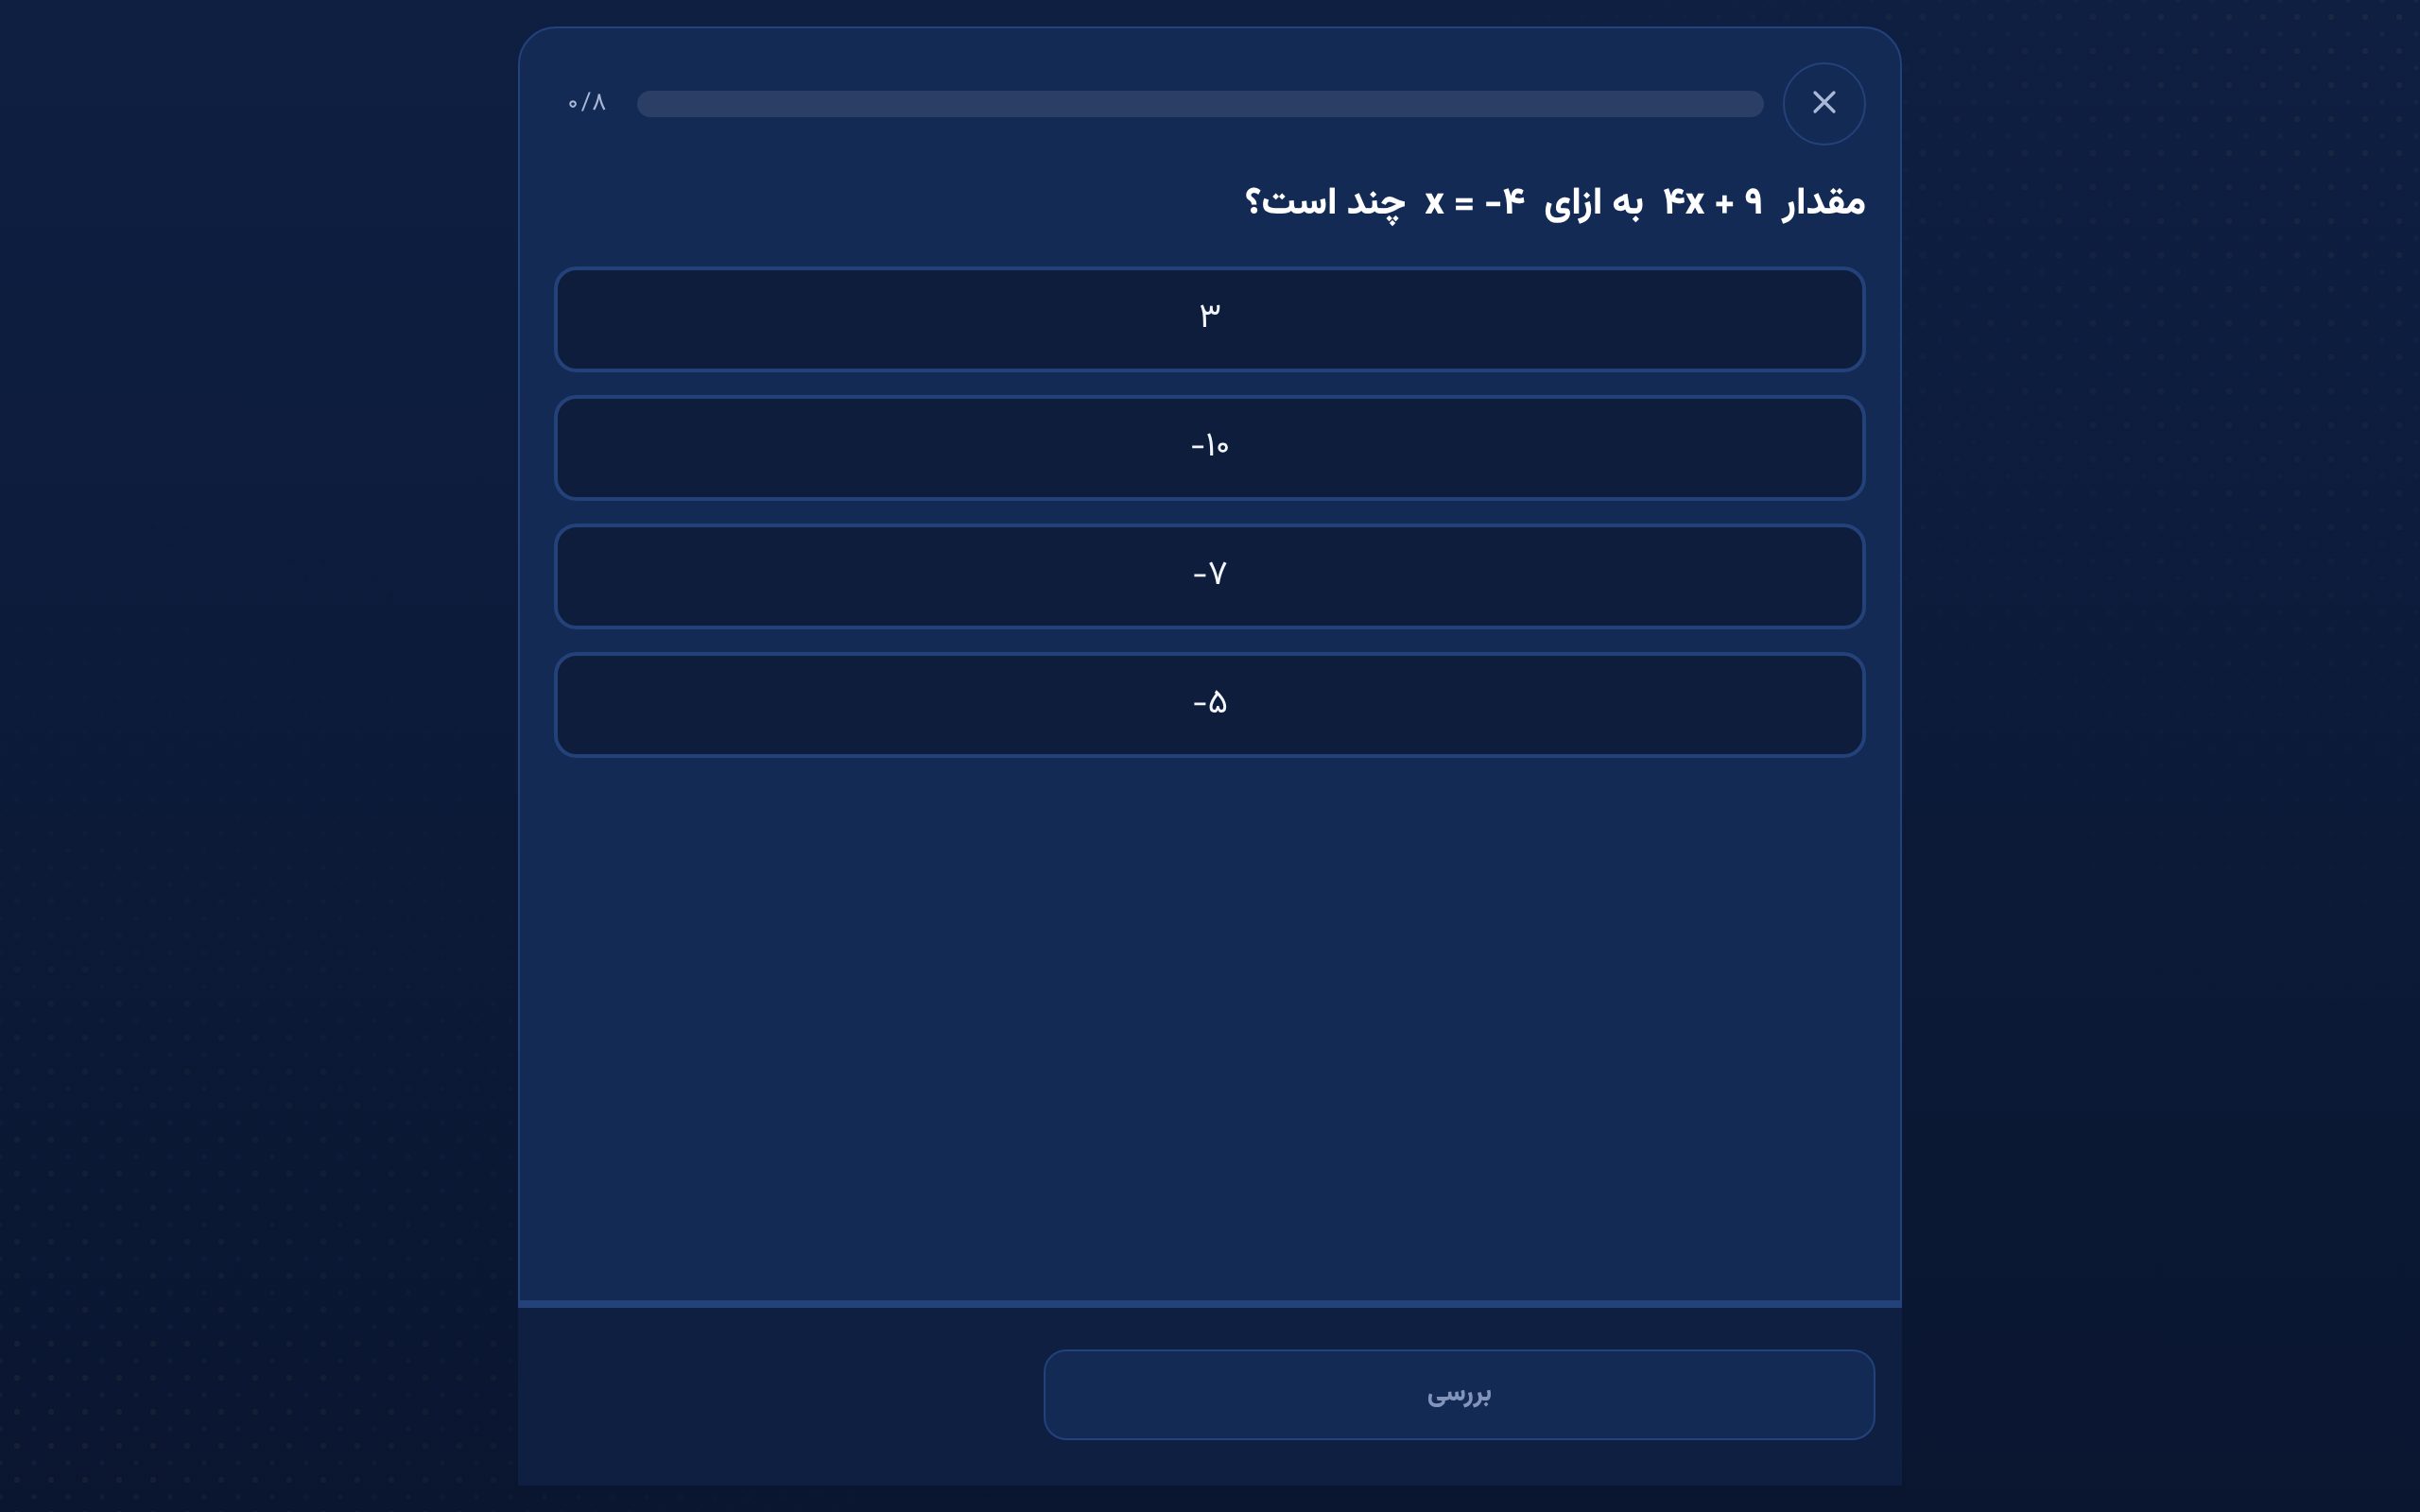 ۰/۸
مقدار ۴x + ۹ به ازای x = -۴ چند است؟
۳
-۱۰
-۷
-۵
بررسی